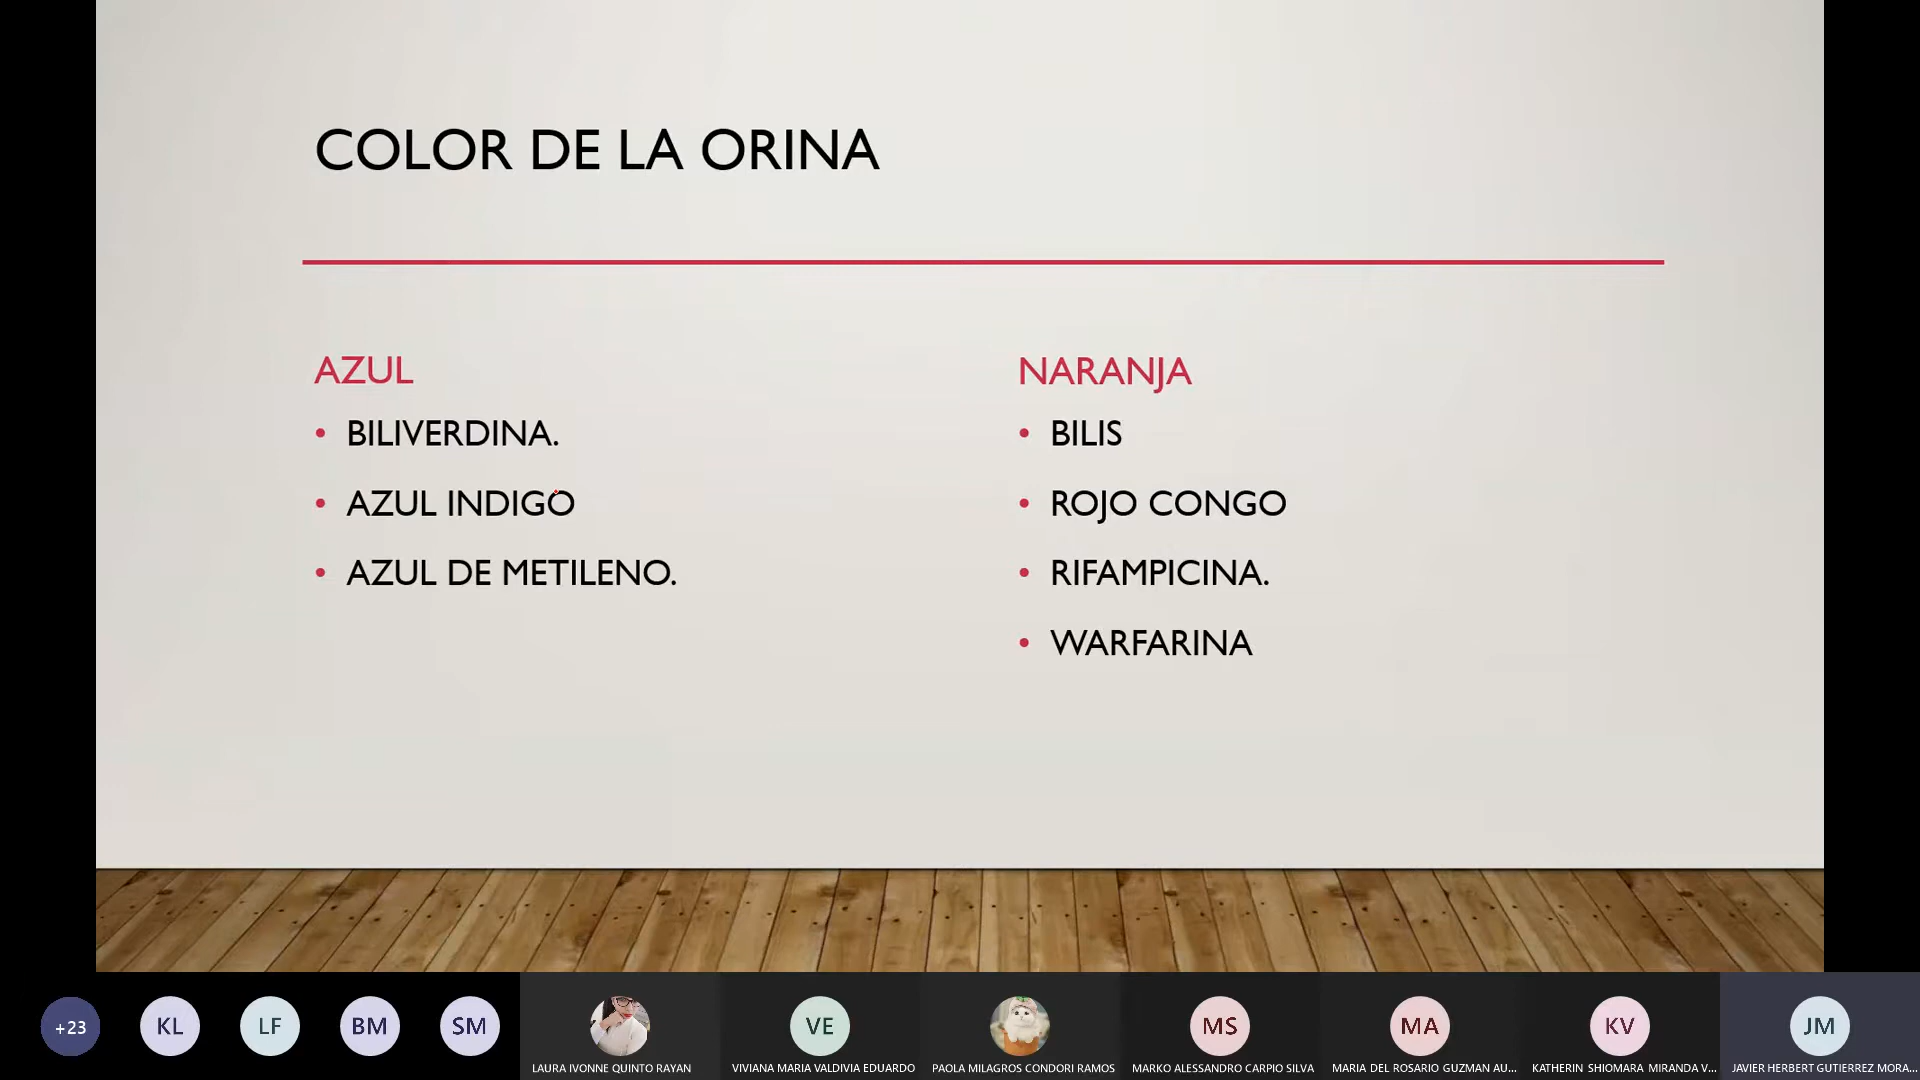 COLOR DE LA ORINA
AZUL
• BILIVERDINA.
• AZUL INDIGO
• AZUL DE METILENO.
NARANJA
• BILIS
• ROJO CONGO
• RIFAMPICINA.
• WARFARINA
+23
KL
LF
BM
SM
LAURA IVONNE QUINTO RAYAN
VE
VIVIANA MARIA VALDIVIA EDUARDO
PAOLA MILAGROS CONDORI RAMOS
MS
MARKO ALESSANDRO CARPIO SILVA
MA
MARIA DEL ROSARIO GUZMAN AU...
KV
KATHERIN SHIOMARA MIRANDA V...
JM
JAVIER HERBERT GUTIERREZ MORA...